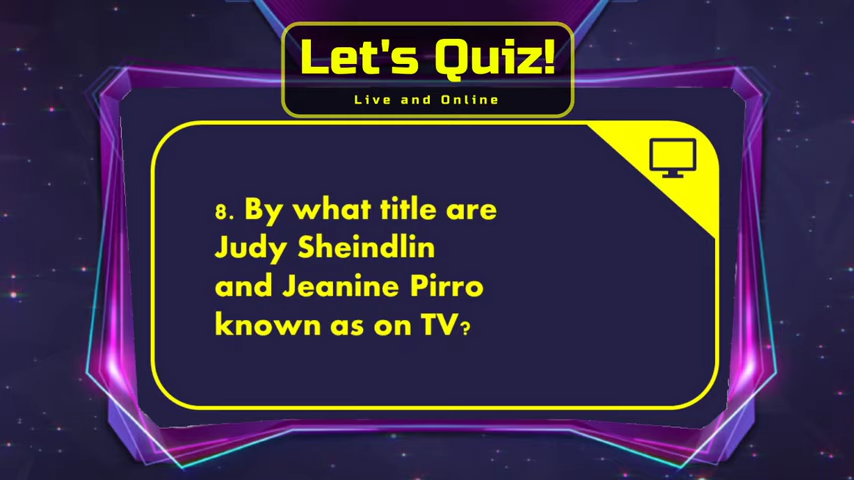 Let's Quiz!
Live and Online
8. By what title are
Judy Sheindlin
and Jeanine Pirro
known as on TV?